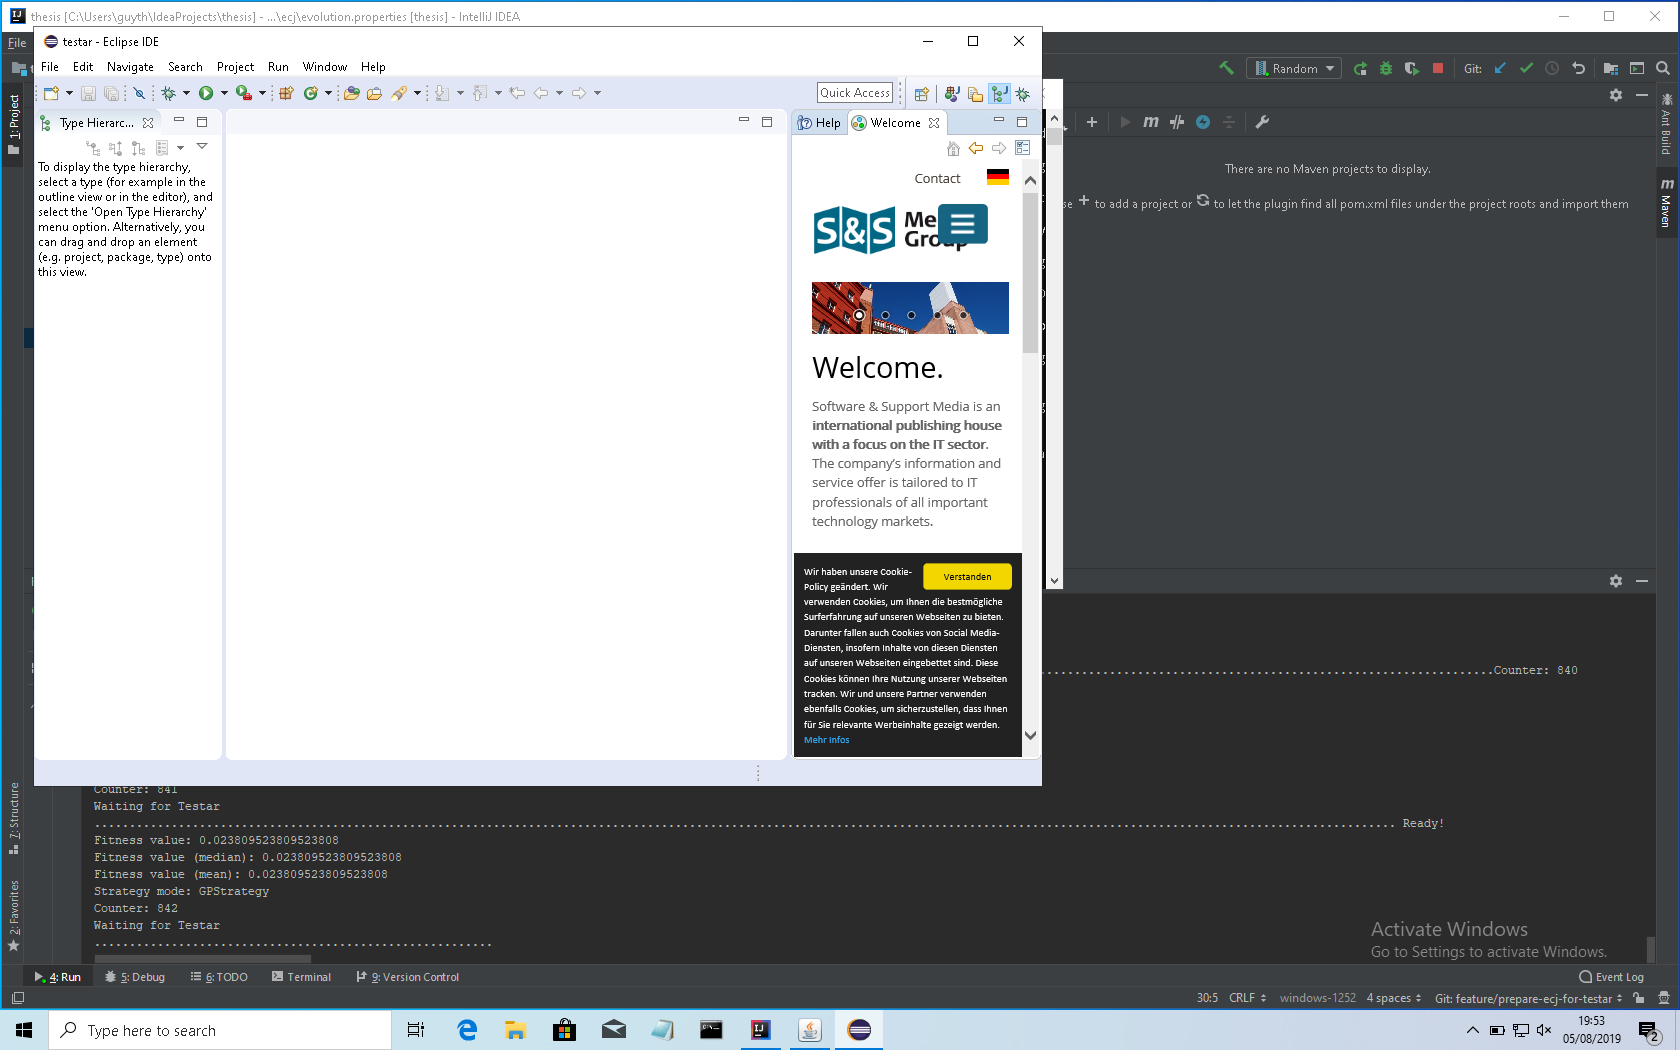 thesis [C:\Users\guyth\IdeaProjects\thesis] - ...\ecj\evolution.properties [thesis] - IntelliJ IDEA
File
testar - Eclipse IDE
File Edit Navigate Search Project Run Window Help
Quick Access
Random
Git:
1: Project
Type Hierarc...
Help
Welcome
To display the type hierarchy,
select a type (for example in the
outline view or in the editor), and
select the 'Open Type Hierarchy'
menu option. Alternatively, you
can drag and drop an element
(e.g. project, package, type) onto
this view.
Contact
S&S Me
Group
Welcome.
Software & Support Media is an
international publishing house
with a focus on the IT sector.
The company's information and
service offer is tailored to IT
professionals of all important
technology markets.
Wir haben unsere Cookie-
Policy geändert. Wir
verwenden Cookies, um Ihnen die bestmögliche
Surferfahrung auf unseren Webseiten zu bieten.
Darunter fallen auch Cookies von Social Media-
Diensten, insofern Inhalte von diesen Diensten
auf unseren Webseiten eingebettet sind. Diese
Cookies können Ihre Nutzung unserer Webseiten
tracken. Wir und unsere Partner verwenden
ebenfalls Cookies, um sicherzustellen, dass Ihnen
für Sie relevante Werbeinhalte gezeigt werden.
Mehr Infos
Verstanden
There are no Maven projects to display.
se + to add a project or to let the plugin find all pom.xml files under the project roots and import them
Ant Build
m Maven
Counter: 840
Counter: 841
Waiting for Testar
Ready!
Fitness value: 0.023809523809523808
Fitness value (median): 0.023809523809523808
Fitness value (mean): 0.023809523809523808
Strategy mode: GPStrategy
Counter: 842
Waiting for Testar
7: Structure
2: Favorites
Activate Windows
Go to Settings to activate Windows.
4: Run 5: Debug 6: TODO Terminal 9: Version Control
Event Log
30:5 CRLF windows-1252 4 spaces Git: feature/prepare-ecj-for-testar
Type here to search
19:53
05/08/2019
2